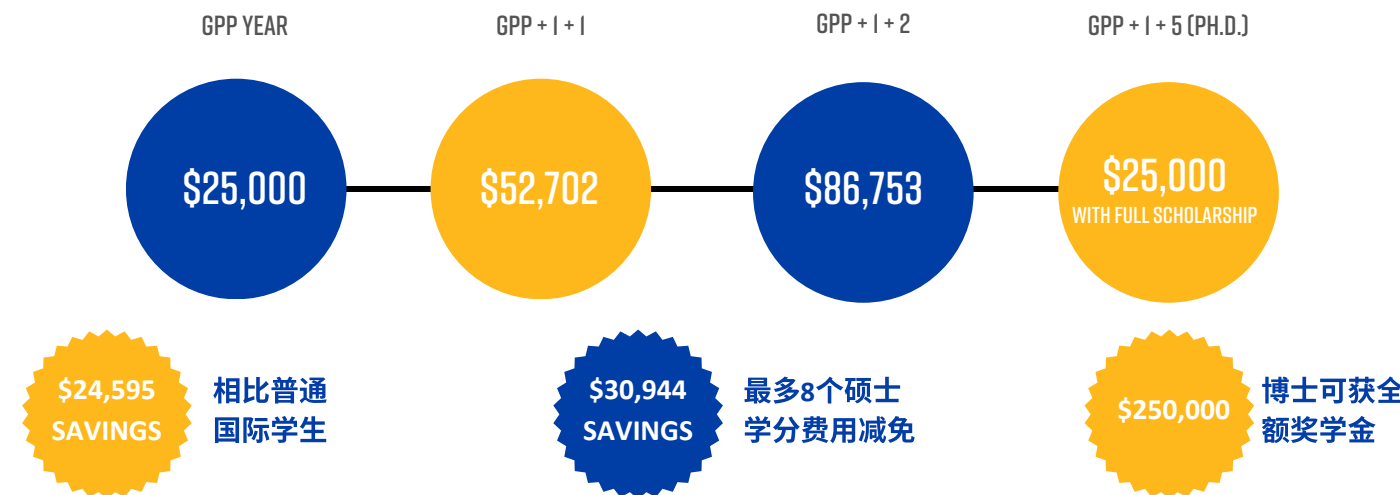 GPP YEAR
GPP + 1 + 1
GPP + 1 + 2
GPP + 1 + 5 (PH.D.)
$25,000
$52,702
$86,753
$25,000
WITH FULL SCHOLARSHIP
$24,595
SAVINGS
相比普通
国际学生
$30,944
SAVINGS
最多8个硕士
学分费用减免
$250,000
博士可获全
额奖学金